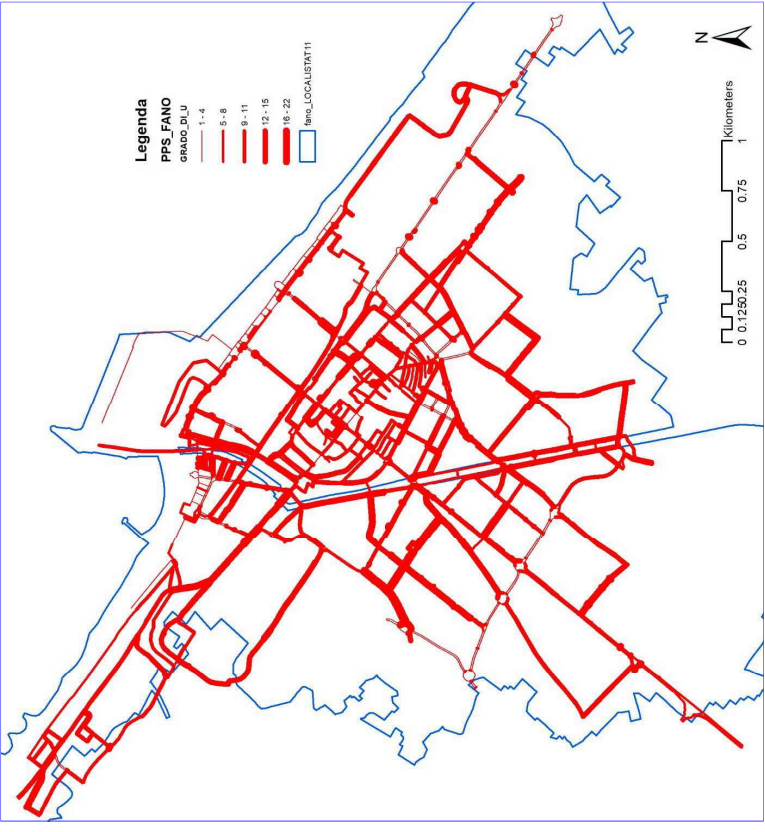 Legenda
PPS_FANO
GRADO_DI_U
1 - 4
5 - 8
9 - 11
12 - 15
16 - 22
fano_LOCALISTAT11
N
0 0.1250.25 0.5 0.75 1
Kilometers